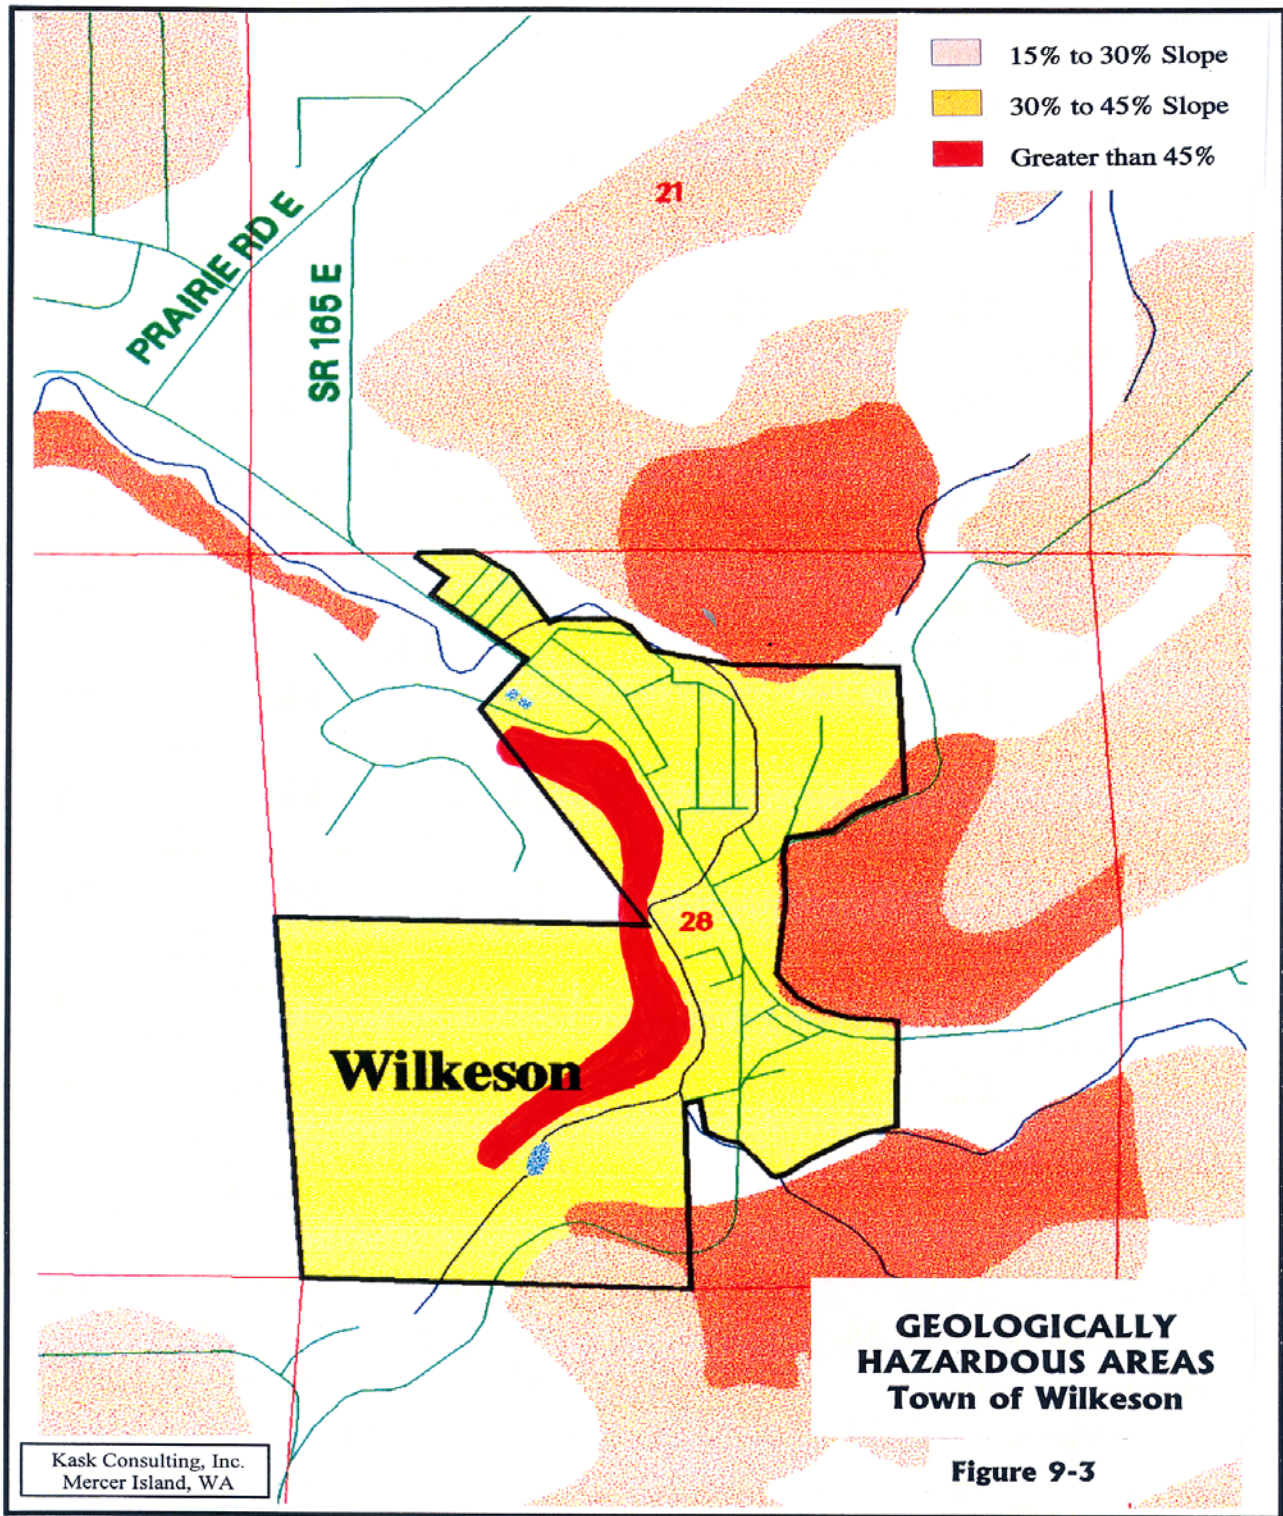 15% to 30% Slope
30% to 45% Slope
Greater than 45%
21
PRAIRIE RD E
SR 165 E
28
Wilkeson
GEOLOGICALLY
HAZARDOUS AREAS
Town of Wilkeson
Figure 9-3
Kask Consulting, Inc.
Mercer Island, WA